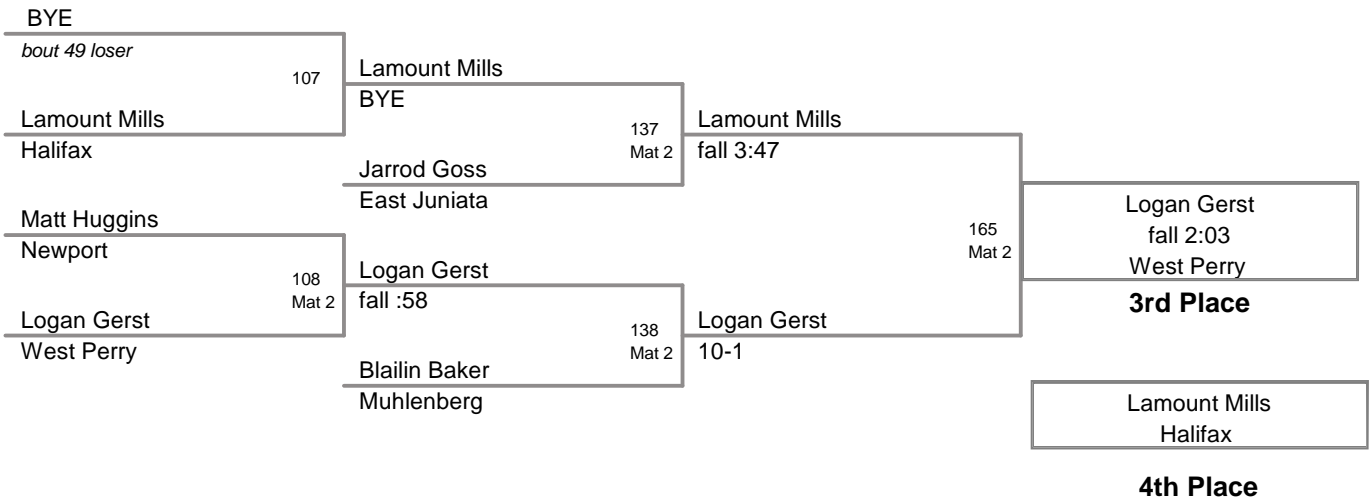 BYE
bout 49 loser
107
Lamount Mills
Halifax
Matt Huggins
Newport
108
Mat 2
Logan Gerst
West Perry
Lamount Mills
BYE
137
Mat 2
Jarrod Goss
East Juniata
Logan Gerst
fall :58
138
Mat 2
Blailin Baker
Muhlenberg
Lamount Mills
fall 3:47
165
Mat 2
Logan Gerst
10-1
Logan Gerst
fall 2:03
West Perry
3rd Place
Lamount Mills
Halifax
4th Place